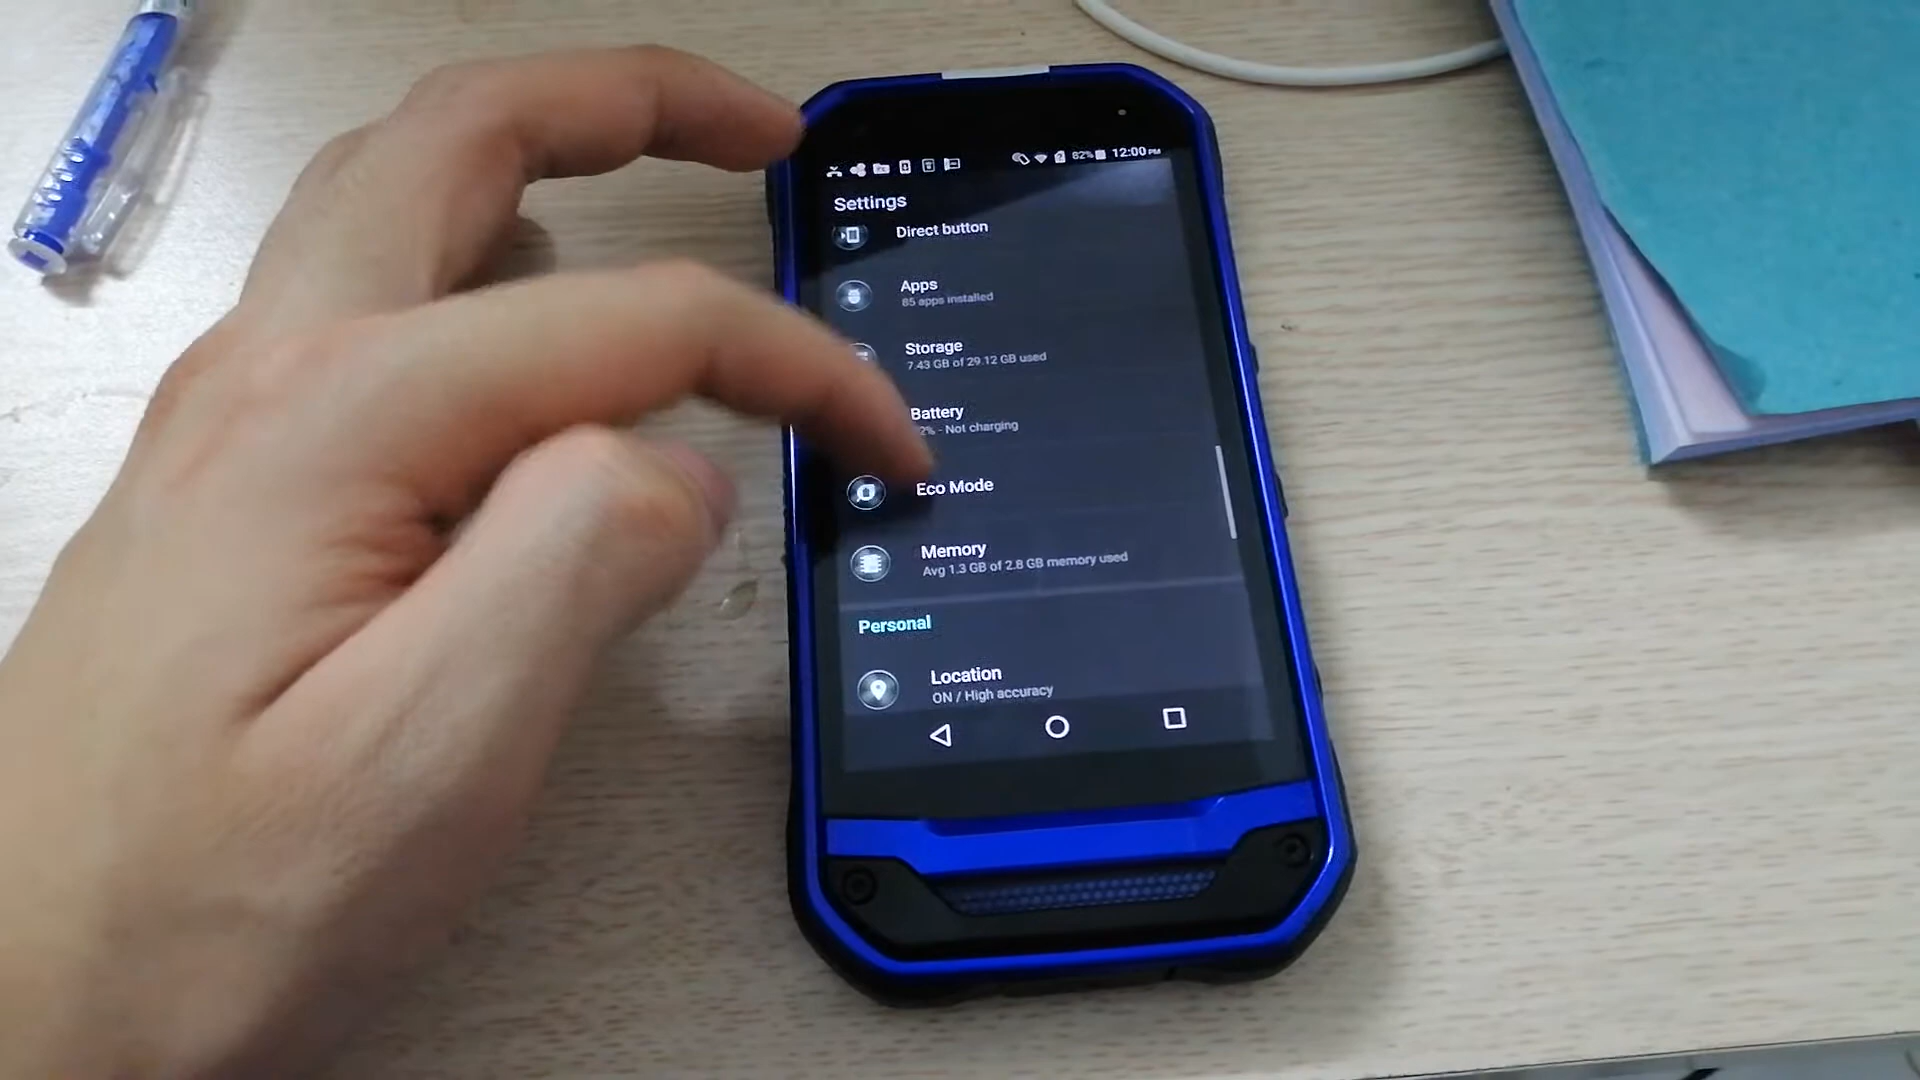 82% 12:00 PM
Settings
Direct button
Apps
85 apps installed
Storage
7.43 GB of 29.12 GB used
Battery
2% - Not charging
Eco Mode
Memory
Avg 1.3 GB of 2.8 GB memory used
Personal
Location
ON / High accuracy